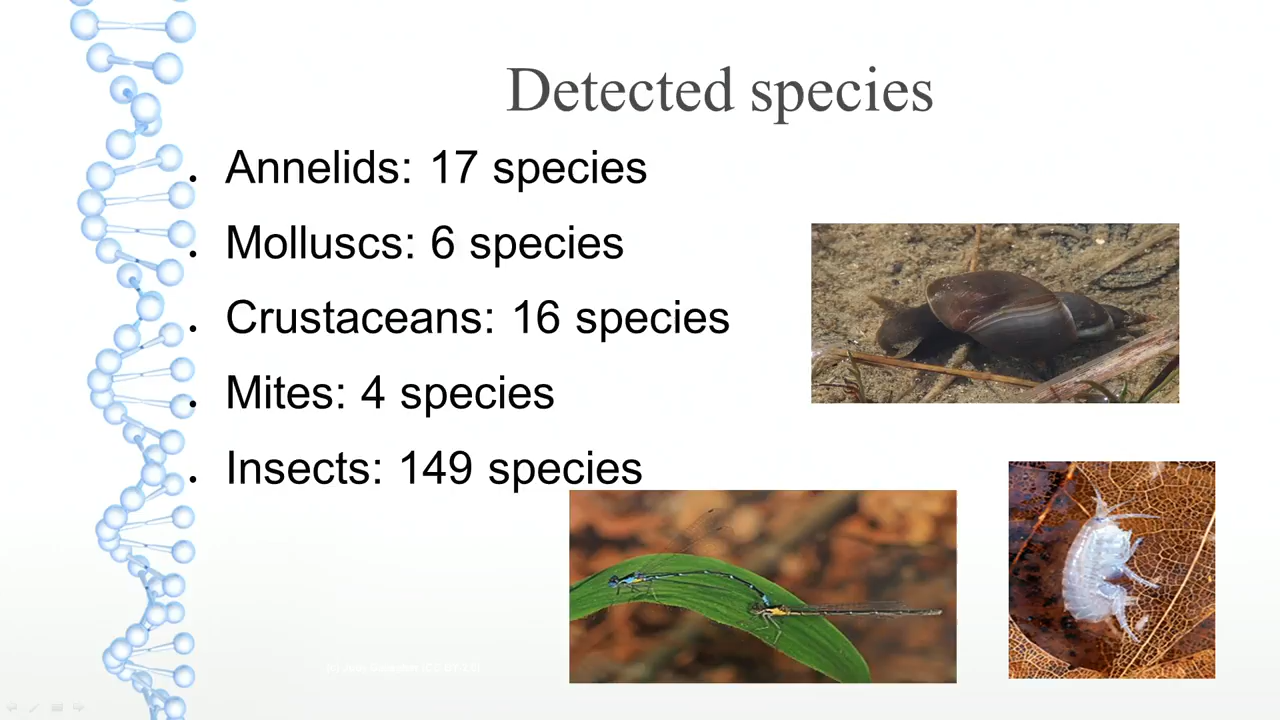 Detected species
Annelids: 17 species
Molluscs: 6 species
Crustaceans: 16 species
Mites: 4 species
Insects: 149 species